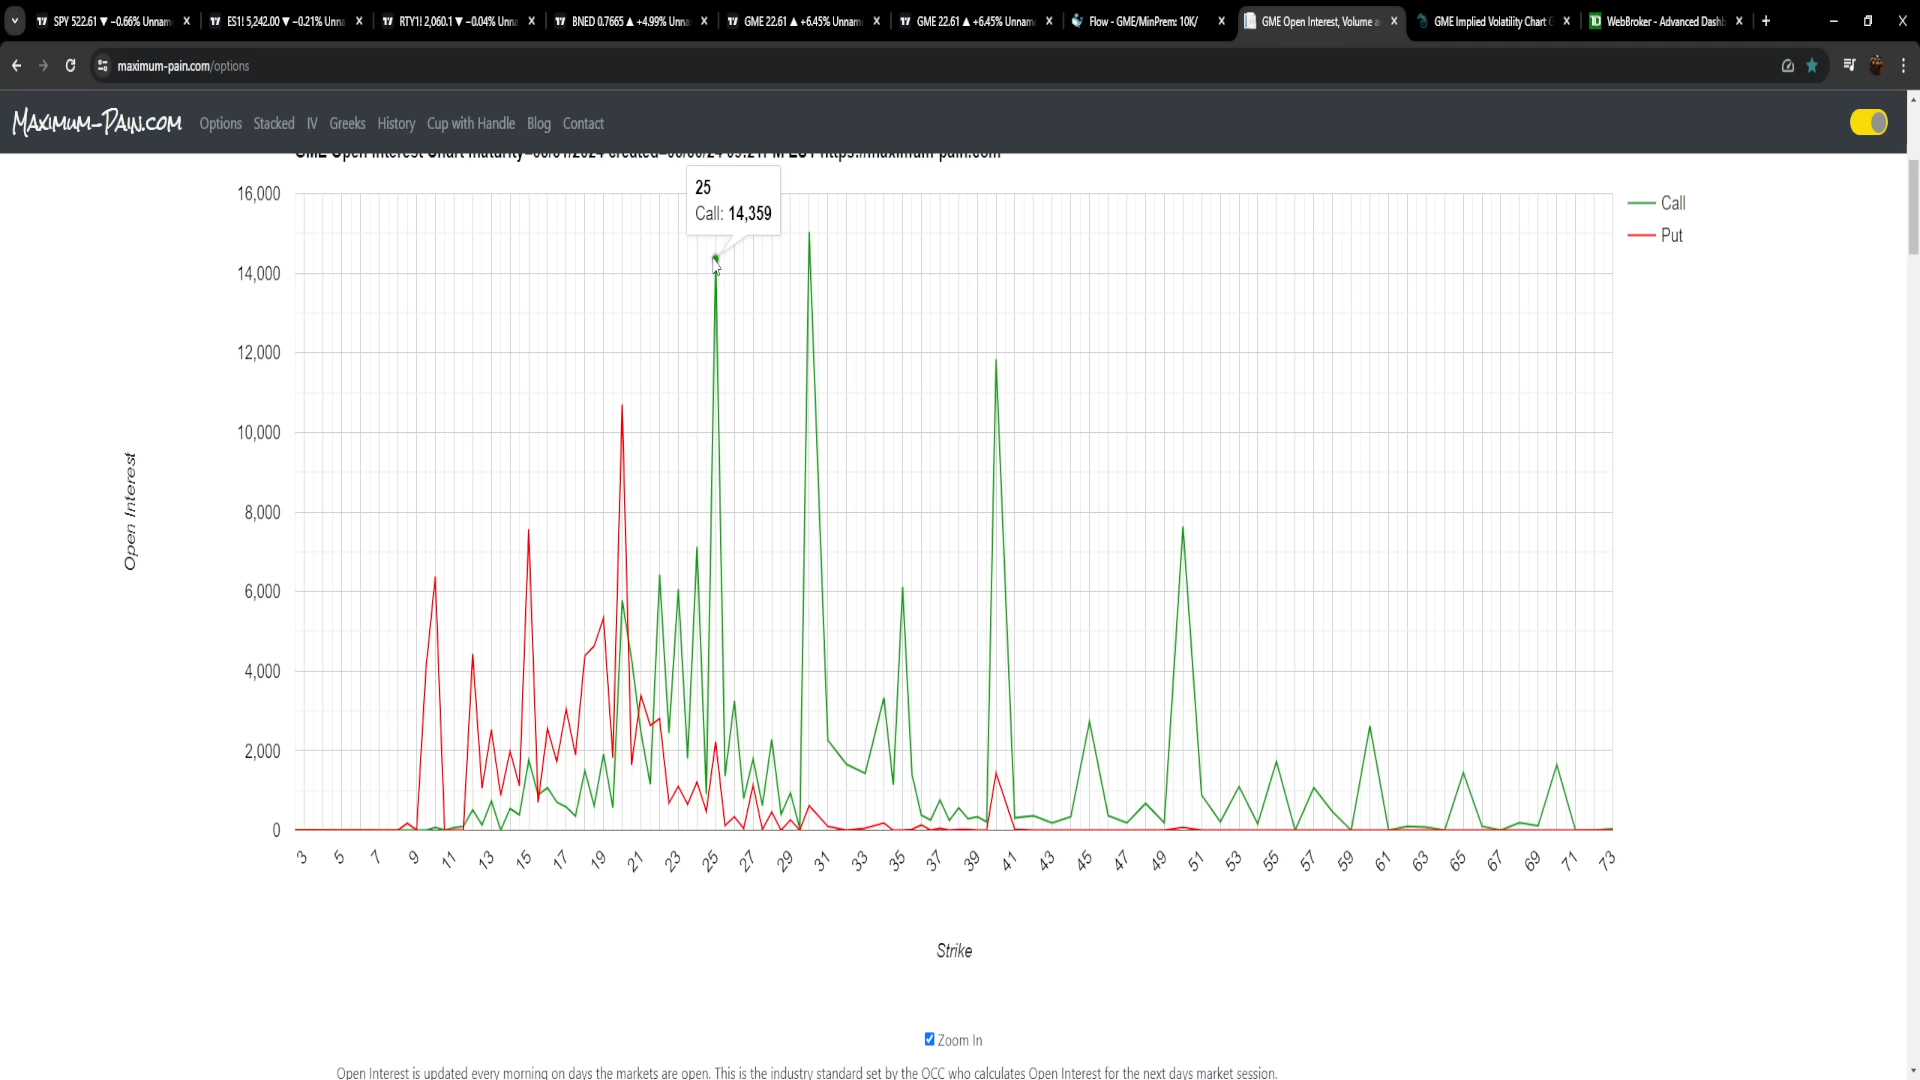 SPY 522.61 ▼ −0.66% Unnam
ES1! 5,242.00 ▼ −0.21% Unna
RTY1! 2,060.1 ▼ −0.04% Unn
BNED 0.7665 ▲ +4.99% Unna
GME 22.61 ▲ +6.45% Unnam
GME 22.61 ▲ +6.45% Unnam
Flow - GME/MinPrem: 10K/
GME Open Interest, Volume a
GME Implied Volatility Chart
WebBroker - Advanced Dashb
maximum-pain.com/options
Maximum-Pain.com
Options Stacked IV Greeks History Cup with Handle Blog Contact
25
Call: 14,359
Call
Put
16,000
14,000
12,000
10,000
8,000
6,000
4,000
2,000
0
Open Interest
3 5 7 9 11 13 15 17 19 21 23 25 27 29 31 33 35 37 39 41 43 45 47 49 51 53 55 57 59 61 63 65 67 69 71 73
Strike
Zoom In
Open Interest is updated every morning on days the markets are open. This is the industry standard set by the OCC who calculates Open Interest for the next days market session.